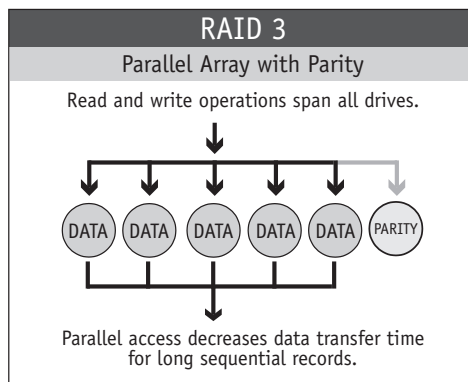 RAID 3
Parallel Array with Parity
Read and write operations span all drives.
DATA DATA DATA DATA DATA PARITY
Parallel access decreases data transfer time
for long sequential records.